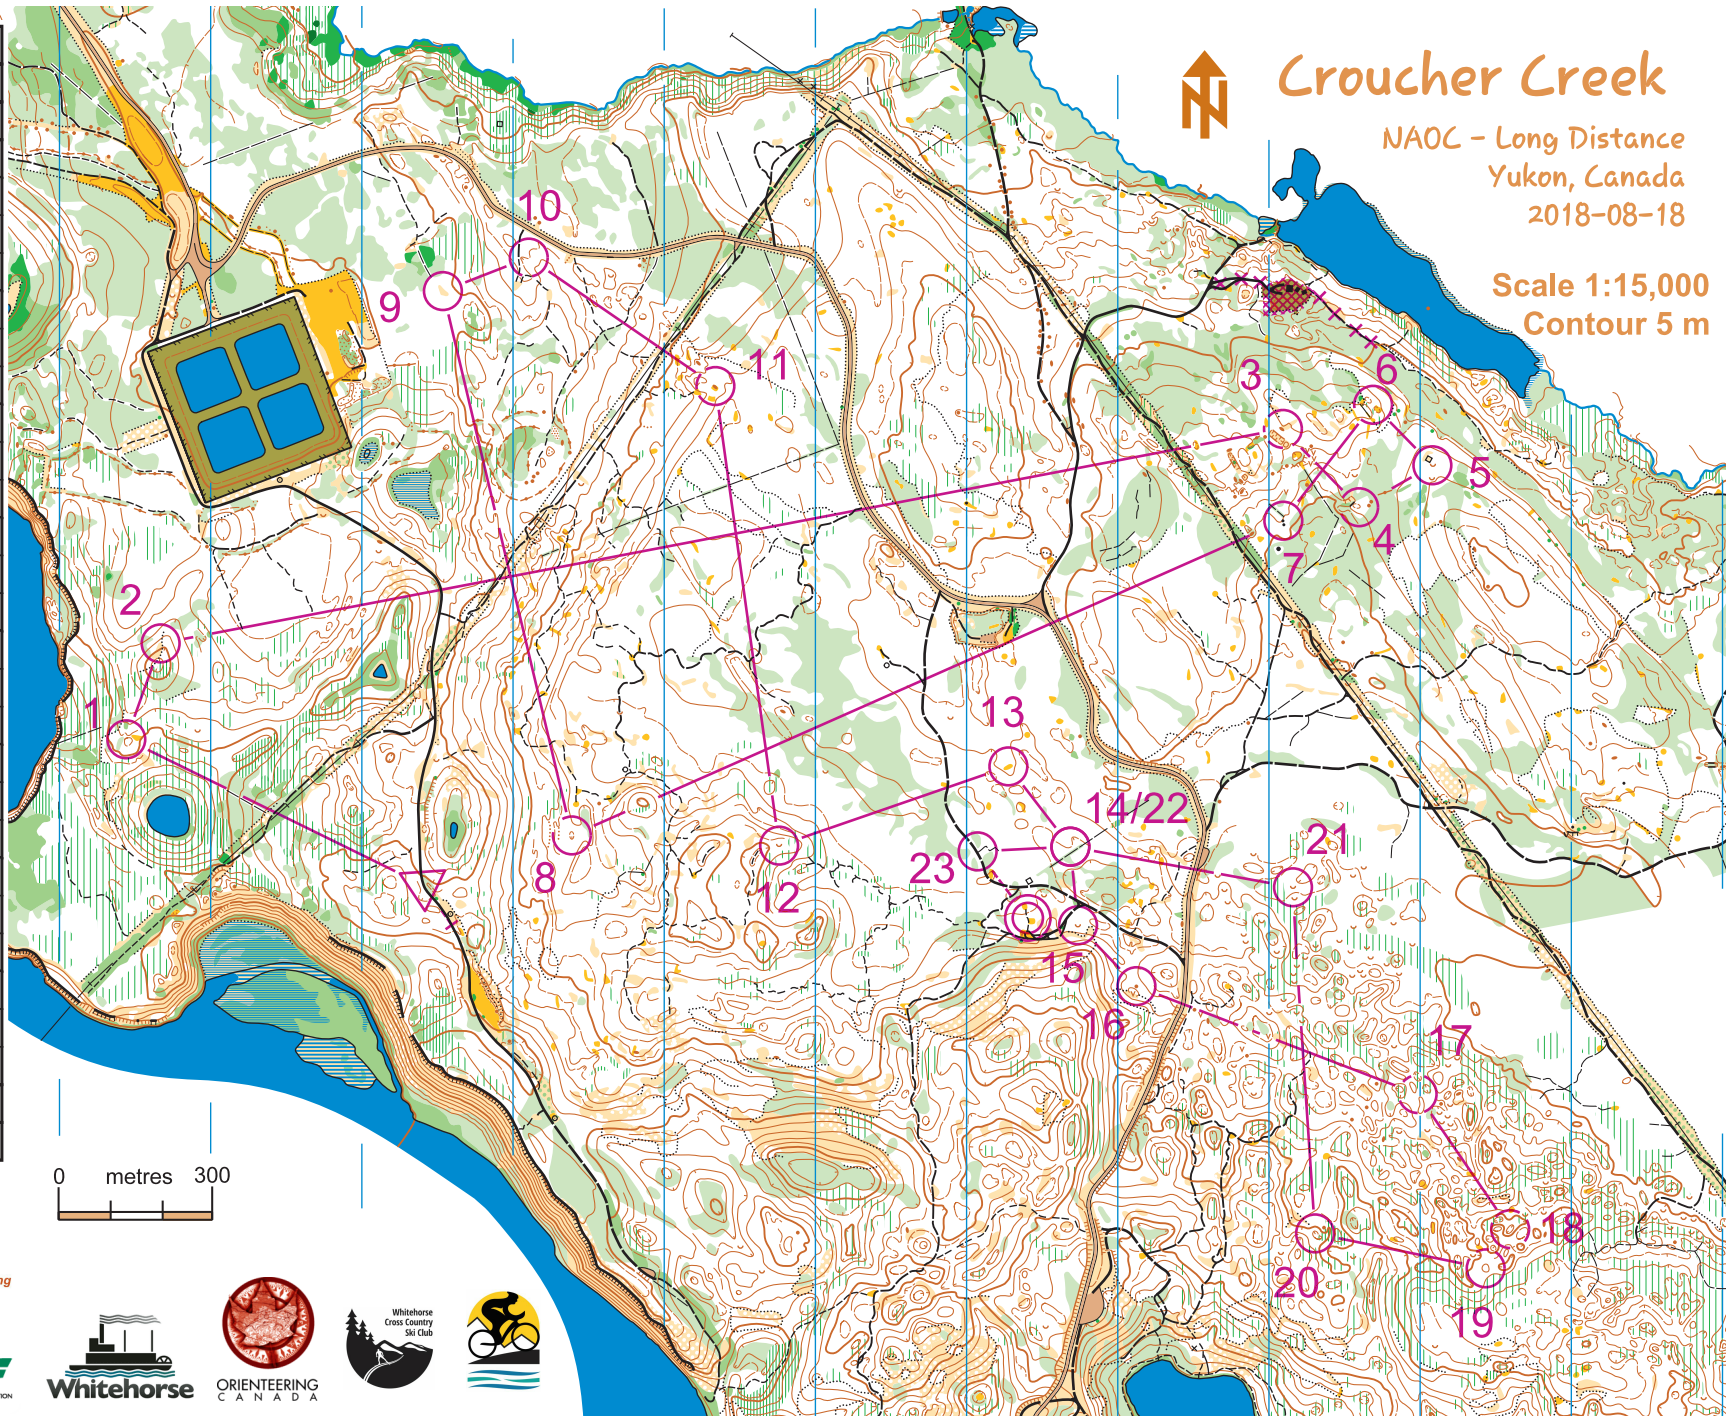 Croucher Creek
NAOC - Long Distance
Yukon, Canada
2018-08-18
Scale 1:15,000
Contour 5 m
10
9
11
3
6
5
4
7
2
1
13
14/22
21
23
8
12
15
16
17
18
20
19
0 metres 300
Whitehorse
ORIENTEERING
CANADA
Whitehorse
Cross Country
Ski Club